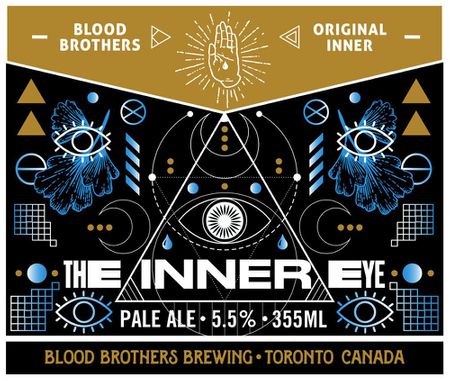 BLOOD
BROTHERS
ORIGINAL
INNER
THE INNER EYE
PALE ALE • 5.5% • 355ML
BLOOD BROTHERS BREWING • TORONTO CANADA